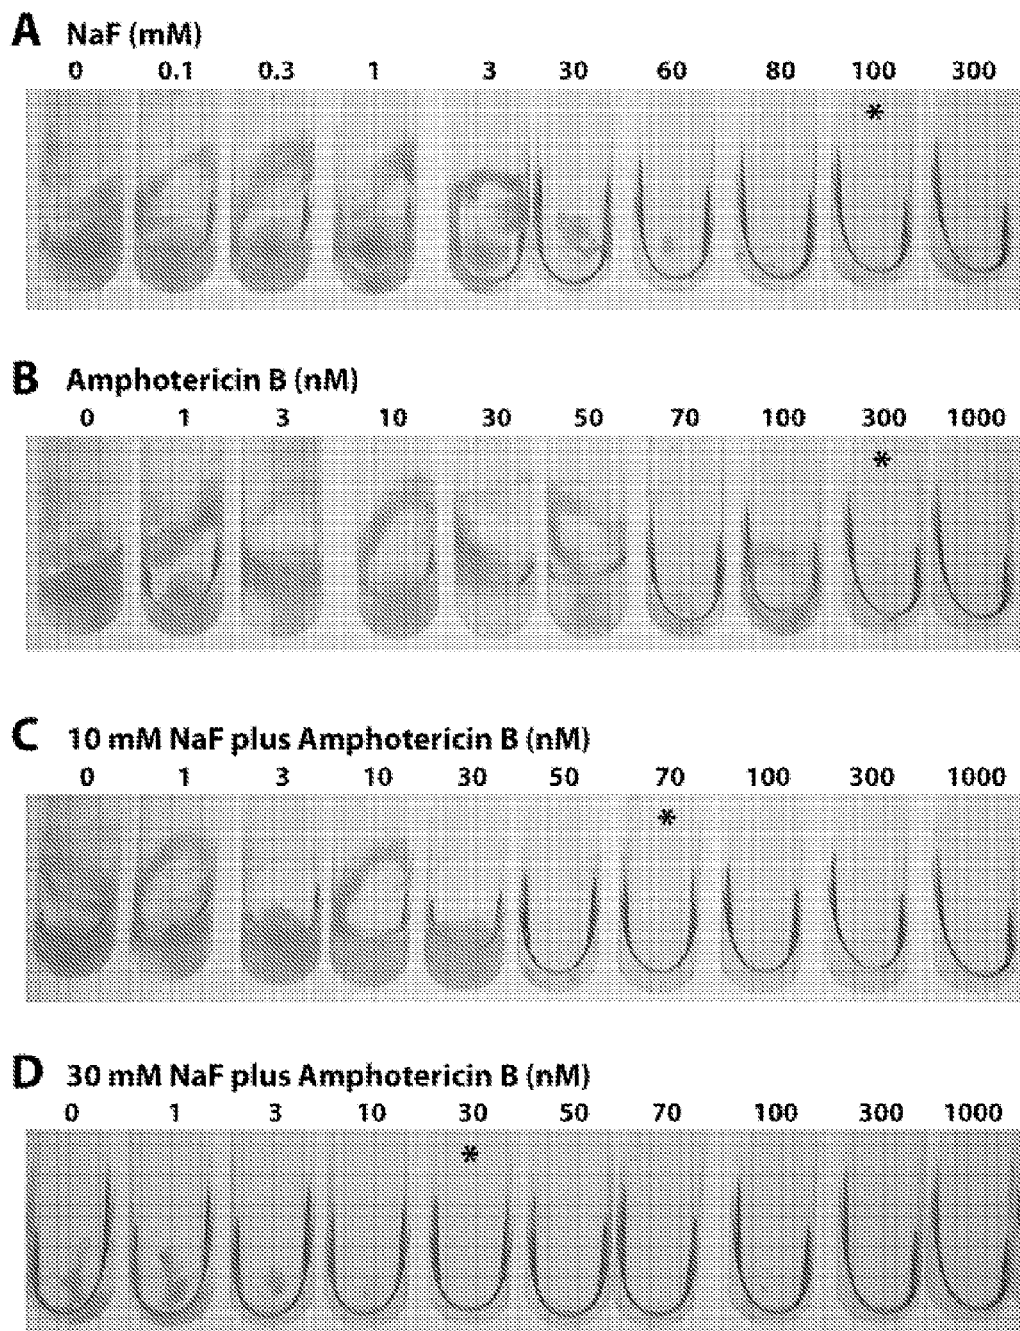 A NaF (mM)
0 0.1 0.3 1 3 30 60 80 100 300
*
B Amphotericin B (nM)
0 1 3 10 30 50 70 100 300 1000
*
C 10 mM NaF plus Amphotericin B (nM)
0 1 3 10 30 50 70 100 300 1000
*
D 30 mM NaF plus Amphotericin B (nM)
0 1 3 10 30 50 70 100 300 1000
*